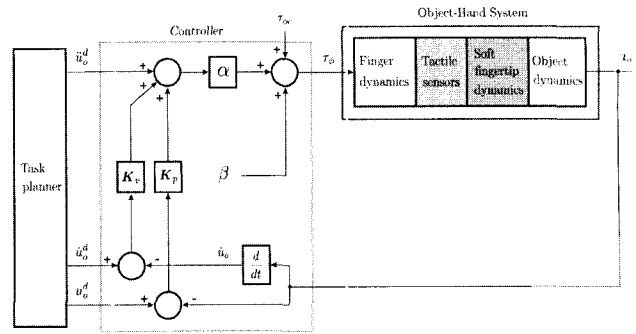 Object-Hand System
Controller
τ_oc
ü_o^d
α
τ_φ
Finger dynamics
Tactile sensors
Soft fingertip dynamics
Object dynamics
u_o
Task planner
K_v
K_p
β
u̇_o^d
u̇_o
d/dt
u_o^d
+ + + + + + + - + -